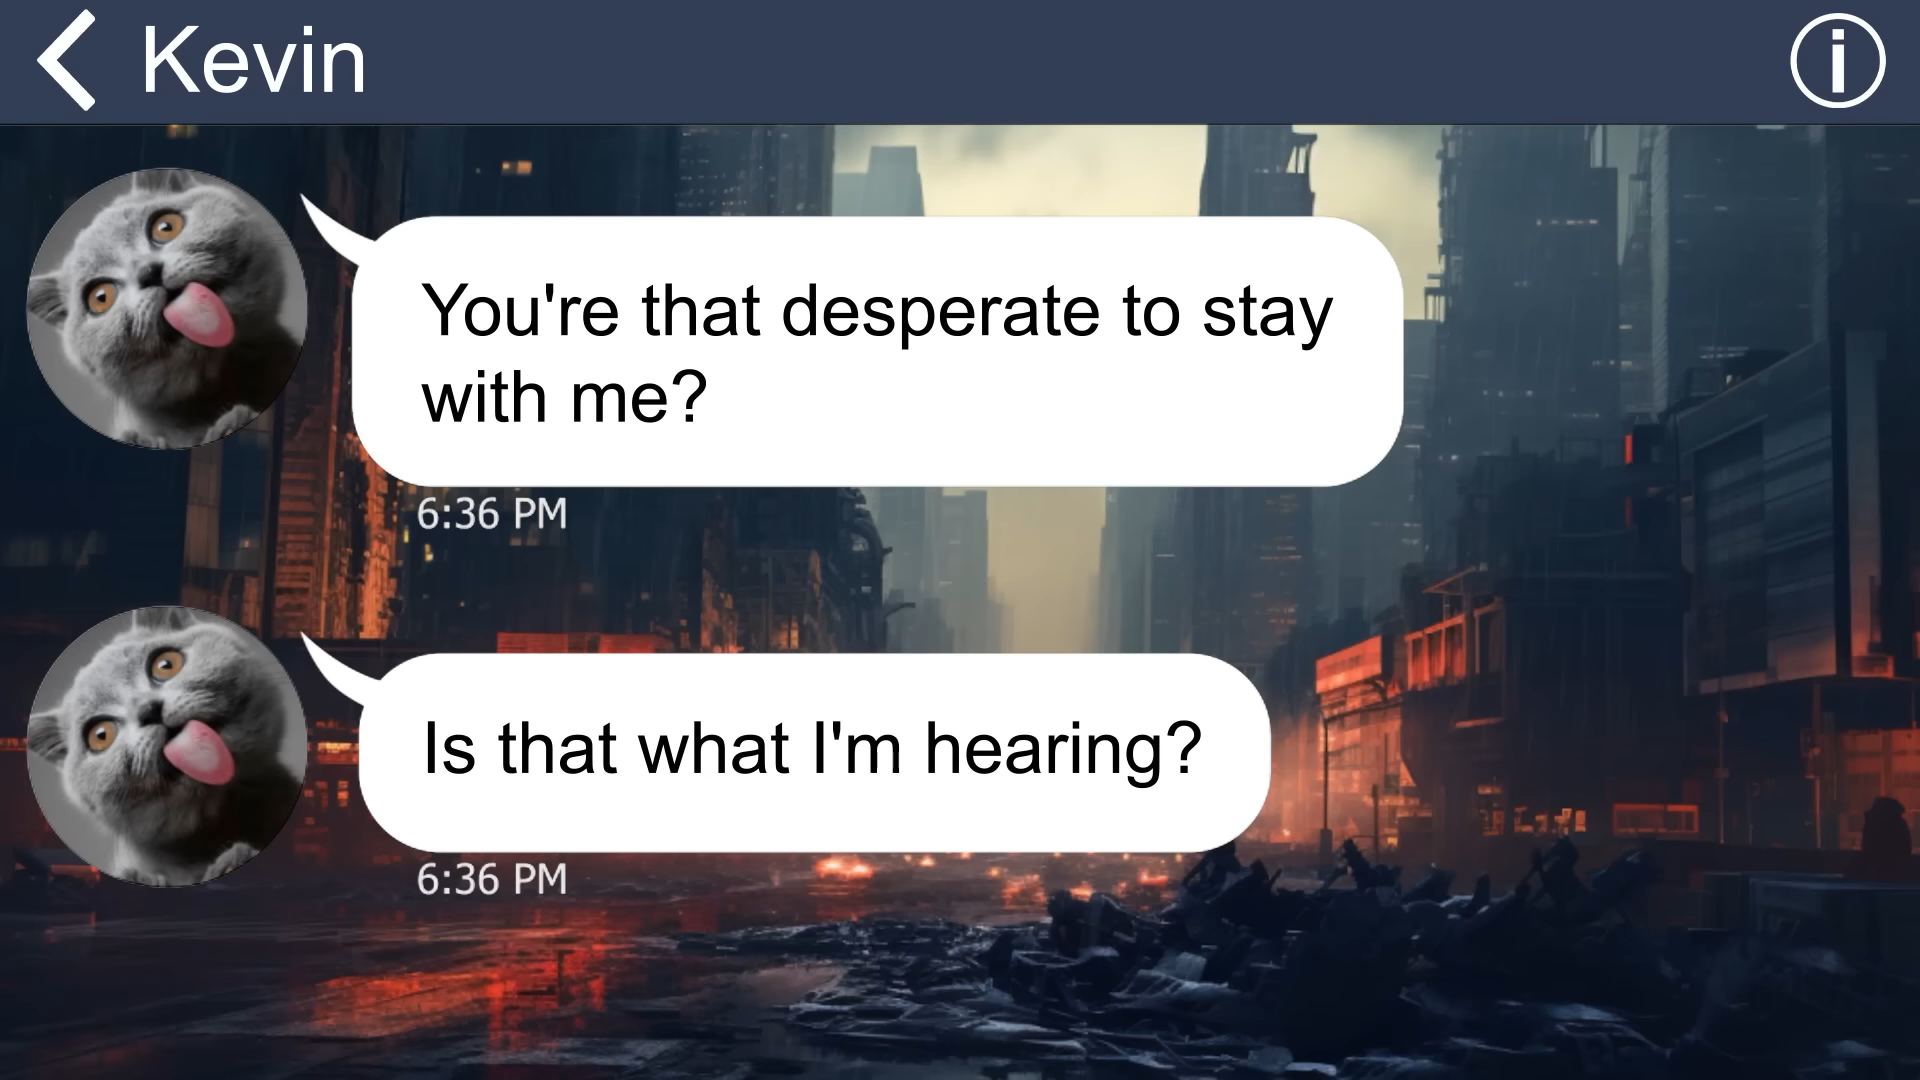 Kevin
You're that desperate to stay
with me?
6:36 PM
Is that what I'm hearing?
6:36 PM